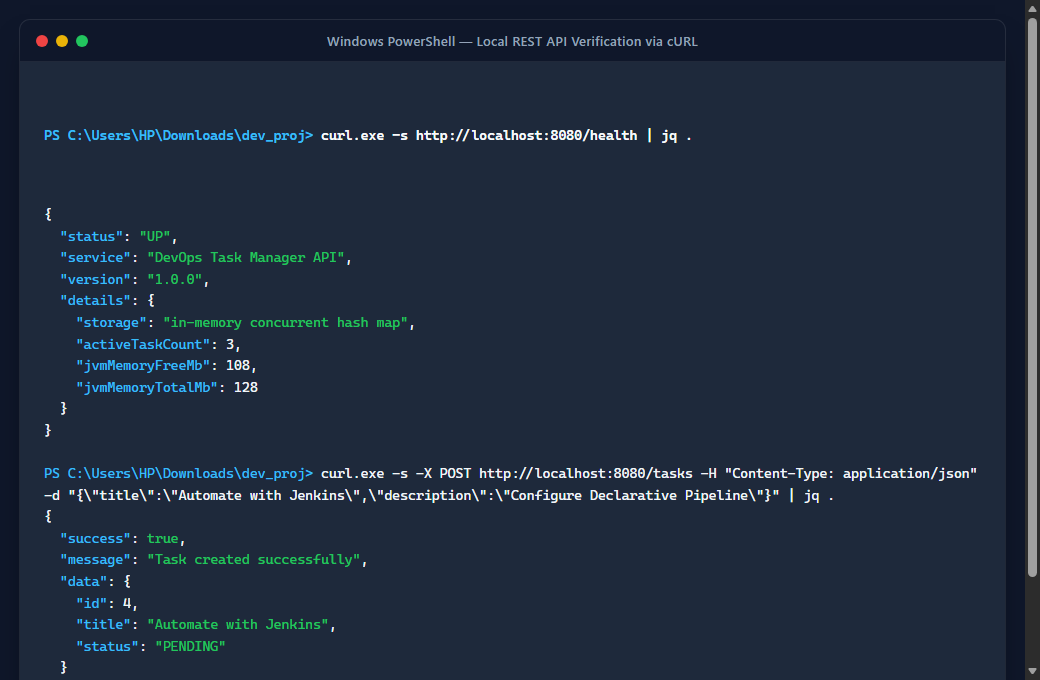 Windows PowerShell — Local REST API Verification via cURL
PS C:\Users\HP\Downloads\dev_proj> curl.exe -s http://localhost:8080/health | jq .
{
  "status": "UP",
  "service": "DevOps Task Manager API",
  "version": "1.0.0",
  "details": {
    "storage": "in-memory concurrent hash map",
    "activeTaskCount": 3,
    "jvmMemoryFreeMb": 108,
    "jvmMemoryTotalMb": 128
  }
}
PS C:\Users\HP\Downloads\dev_proj> curl.exe -s -X POST http://localhost:8080/tasks -H "Content-Type: application/json"
-d "{\"title\":\"Automate with Jenkins\",\"description\":\"Configure Declarative Pipeline\"}" | jq .
{
  "success": true,
  "message": "Task created successfully",
  "data": {
    "id": 4,
    "title": "Automate with Jenkins",
    "status": "PENDING"
  }